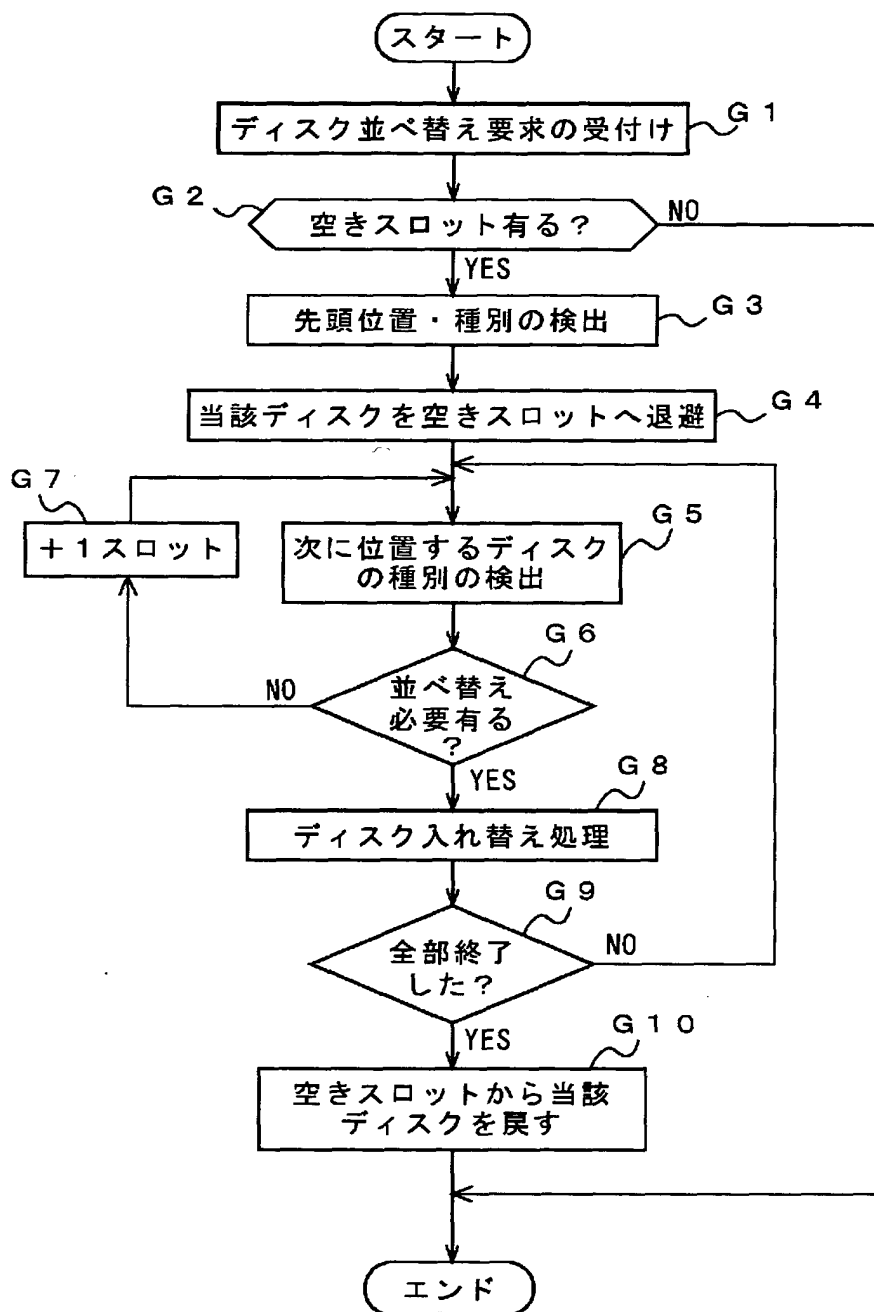 スタート
ディスク並べ替え要求の受付け
G1
G2
空きスロット有る?
NO
YES
先頭位置・種別の検出
G3
当該ディスクを空きスロットへ退避
G4
G7
+1スロット
次に位置するディスク
の種別の検出
G5
G6
並べ替え
必要有る
?
NO
YES
G8
ディスク入れ替え処理
G9
全部終了
した?
NO
YES
G10
空きスロットから当該
ディスクを戻す
エンド